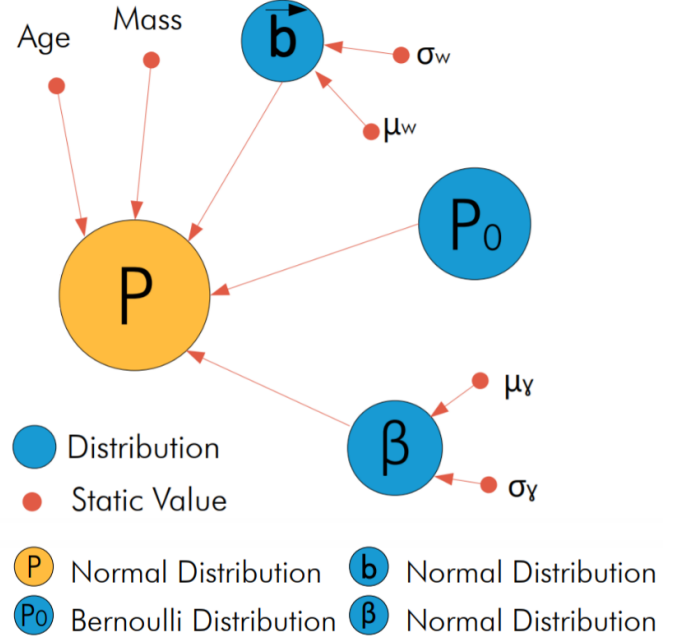 Age
Mass
b
σw
μw
P0
P
μγ
β
σγ
Distribution
Static Value
P Normal Distribution
b Normal Distribution
P0 Bernoulli Distribution
β Normal Distribution